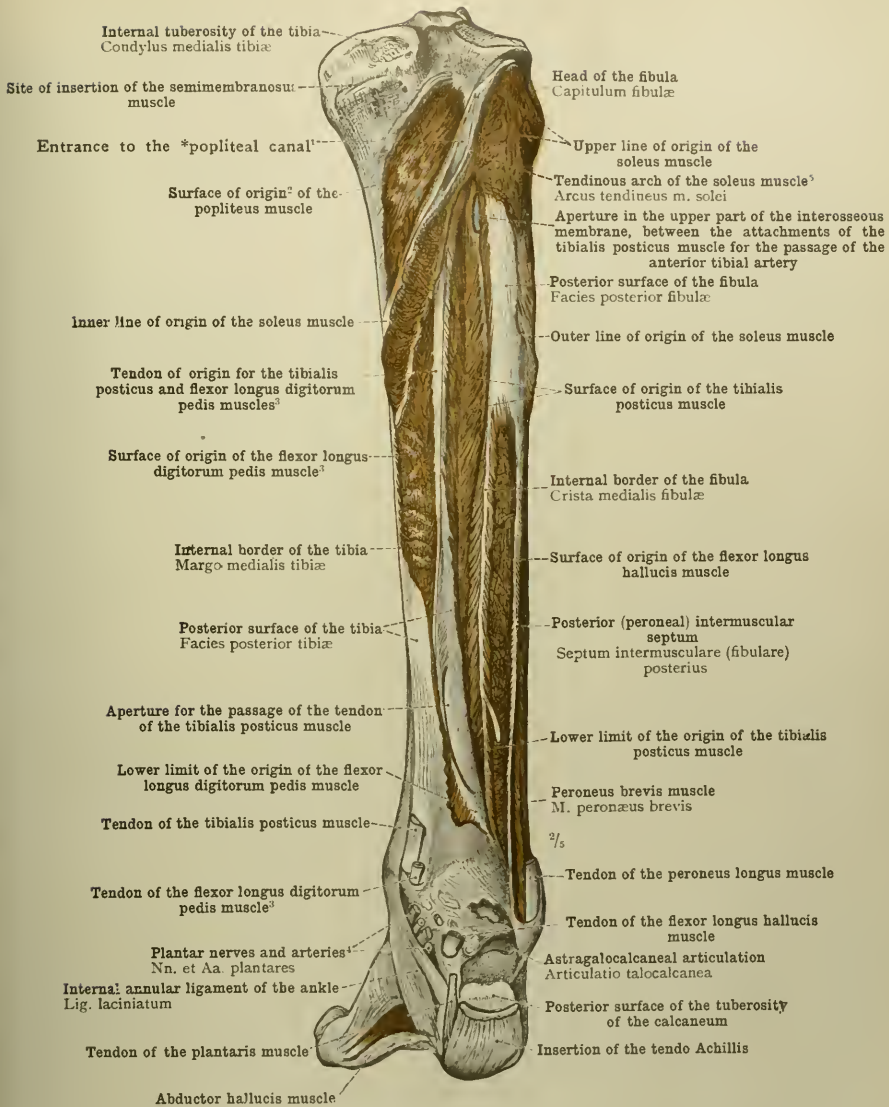 Internal tuberosity of the tibia
Condylus medialis tibiæ
Site of insertion of the semimembranosus
muscle
Entrance to the *popliteal canal¹
Surface of origin² of the
popliteus muscle
Inner line of origin of the soleus muscle
Tendon of origin for the tibialis
posticus and flexor longus digitorum
pedis muscles³
Surface of origin of the flexor longus
digitorum pedis muscle³
Internal border of the tibia
Margo medialis tibiæ
Posterior surface of the tibia
Facies posterior tibiæ
Aperture for the passage of the tendon
of the tibialis posticus muscle
Lower limit of the origin of the flexor
longus digitorum pedis muscle
Tendon of the tibialis posticus muscle
Tendon of the flexor longus digitorum
pedis muscle³
Plantar nerves and arteries⁴
Nn. et Aa. plantares
Internal annular ligament of the ankle
Lig. laciniatum
Tendon of the plantaris muscle
Abductor hallucis muscle
Head of the fibula
Capitulum fibulæ
Upper line of origin of the
soleus muscle
Tendinous arch of the soleus muscle⁵
Arcus tendineus m. solei
Aperture in the upper part of the interosseous
membrane, between the attachments of the
tibialis posticus muscle for the passage of the
anterior tibial artery
Posterior surface of the fibula
Facies posterior fibulæ
Outer line of origin of the soleus muscle
Surface of origin of the tibialis
posticus muscle
Internal border of the fibula
Crista medialis fibulæ
Surface of origin of the flexor longus
hallucis muscle
Posterior (peroneal) intermuscular
septum
Septum intermusculare (fibulare)
posterius
Lower limit of the origin of the tibialis
posticus muscle
Peroneus brevis muscle
M. peronæus brevis
2/5
Tendon of the peroneus longus muscle
Tendon of the flexor longus hallucis
muscle
Astragalocalcaneal articulation
Articulatio talocalcanea
Posterior surface of the tuberosity
of the calcaneum
Insertion of the tendo Achillis